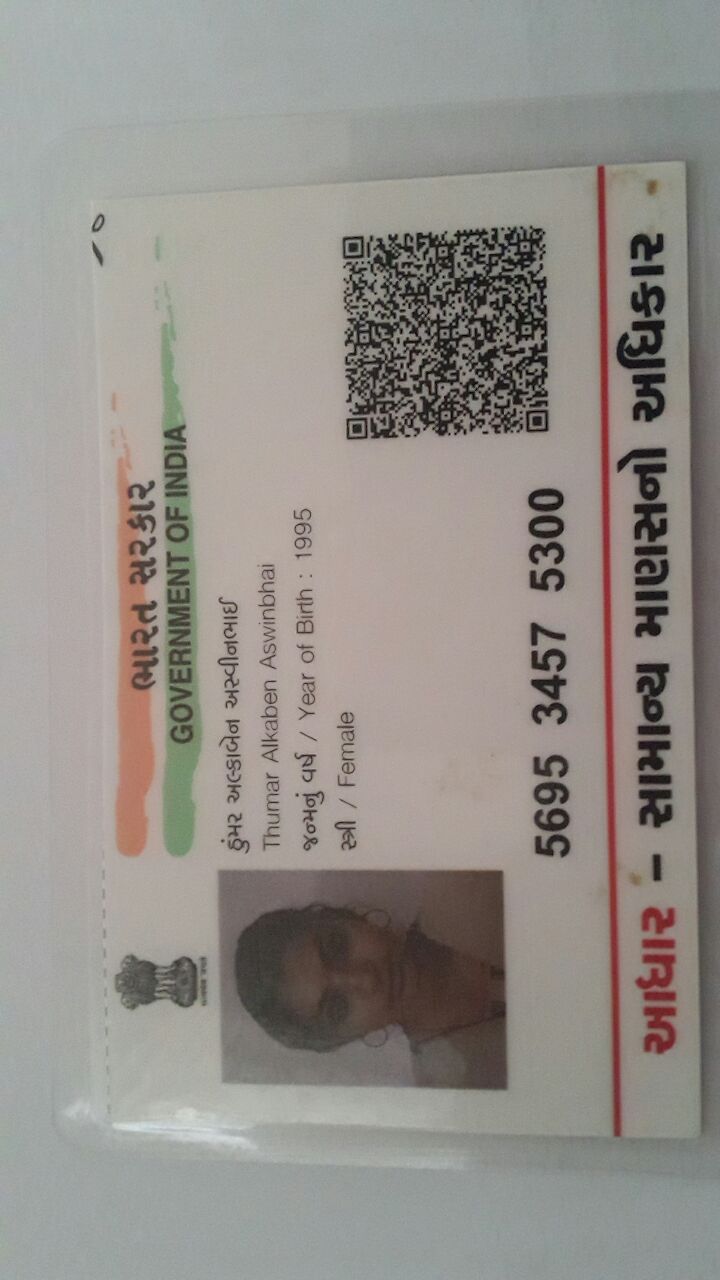 ભારત સરકાર
GOVERNMENT OF INDIA
ઠુંમર અલ્કાબેન અસ્વીનભાઈ
Thumar Alkaben Aswinbhai
જન્મનું વર્ષ / Year of Birth : 1995
સ્ત્રી / Female
5695 3457 5300
આધાર – સામાન્ય માણસનો અધિકાર